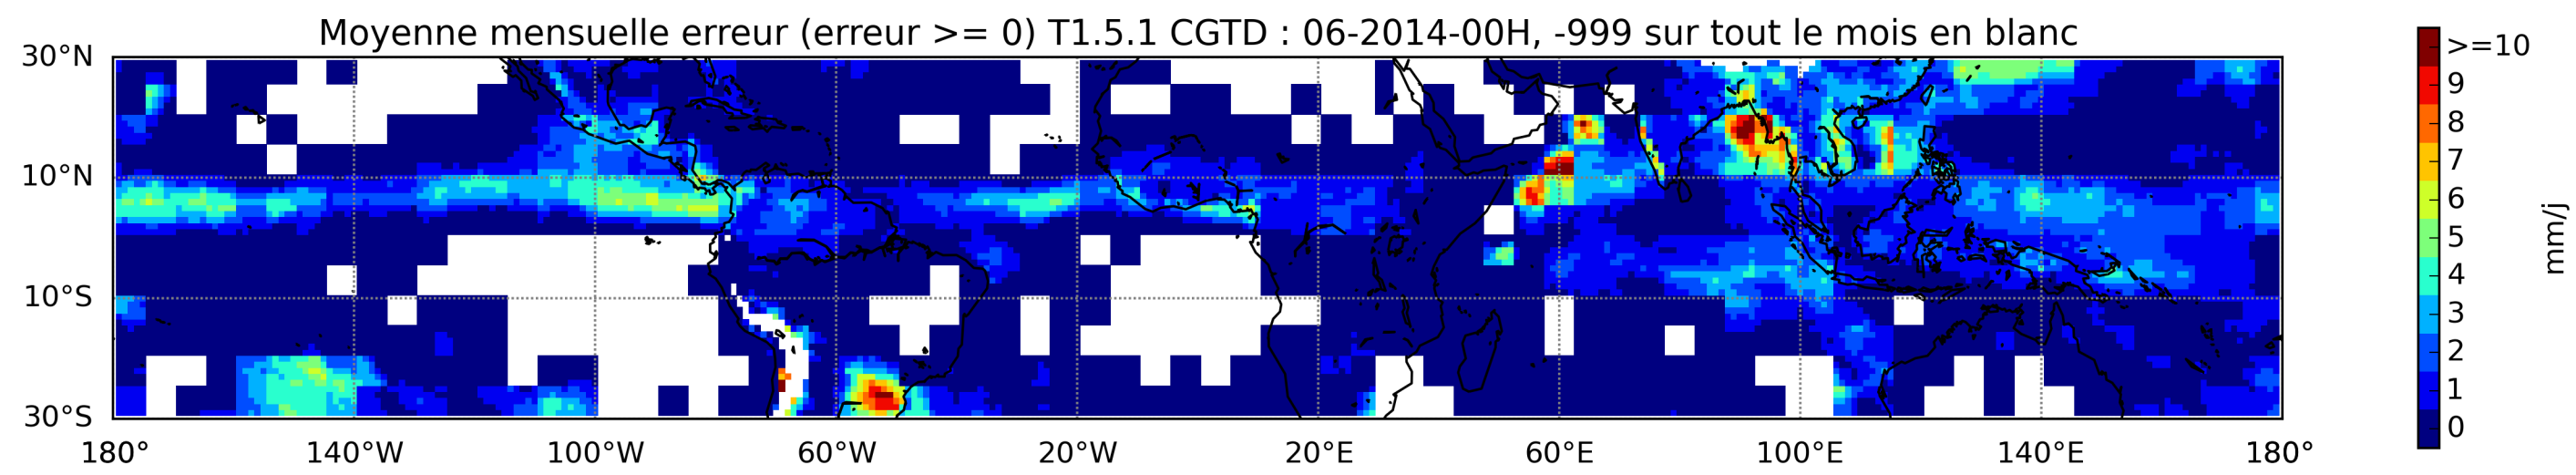 Moyenne mensuelle erreur (erreur >= 0) T1.5.1 CGTD : 06-2014-00H, -999 sur tout le mois en blanc
30°N
10°N
10°S
30°S
180° 140°W 100°W 60°W 20°W 20°E 60°E 100°E 140°E 180°
>=10
9
8
7
6
5
4
3
2
1
0
mm/j